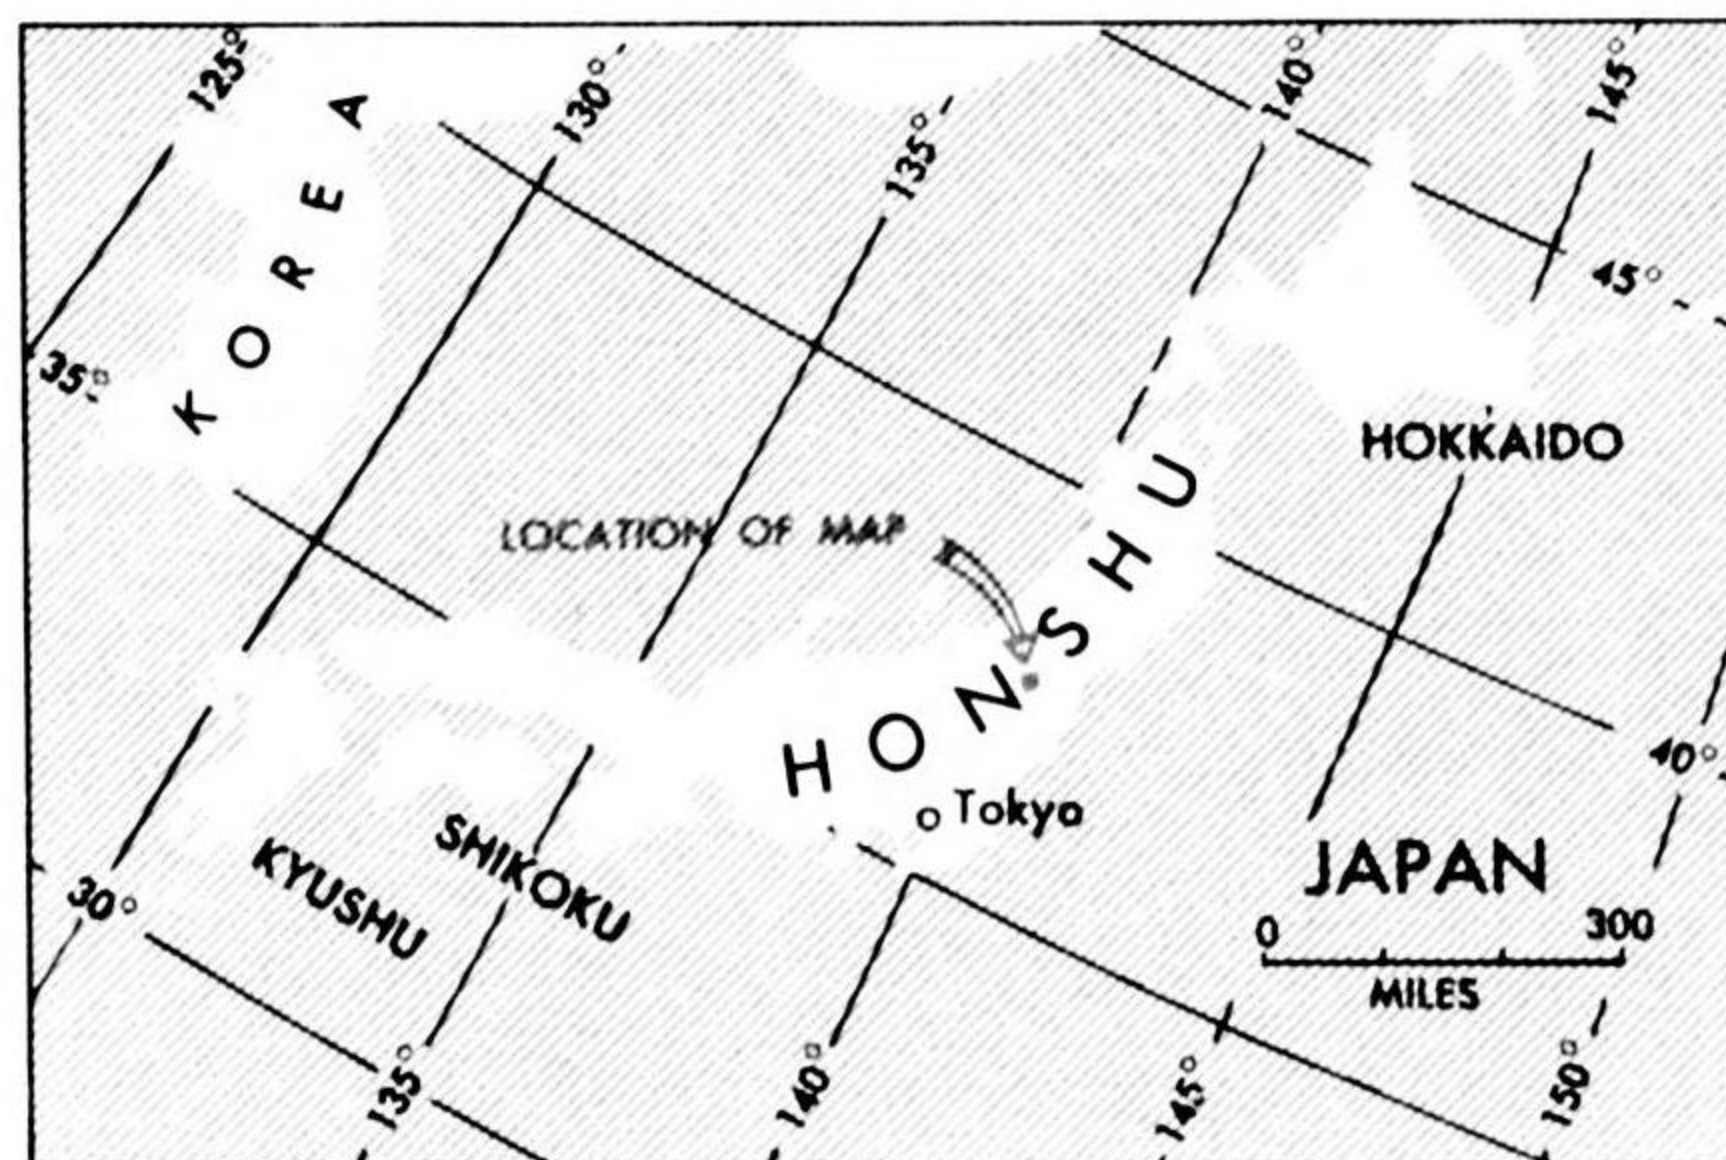 125°
130°
135°
140°
145°
KOREA
45°
35°
HOKKAIDO
LOCATION OF MAP
HONSHU
40°
Tokyo
SHIKOKU
KYUSHU
JAPAN
30°
0 300
MILES
135°
140°
145°
150°